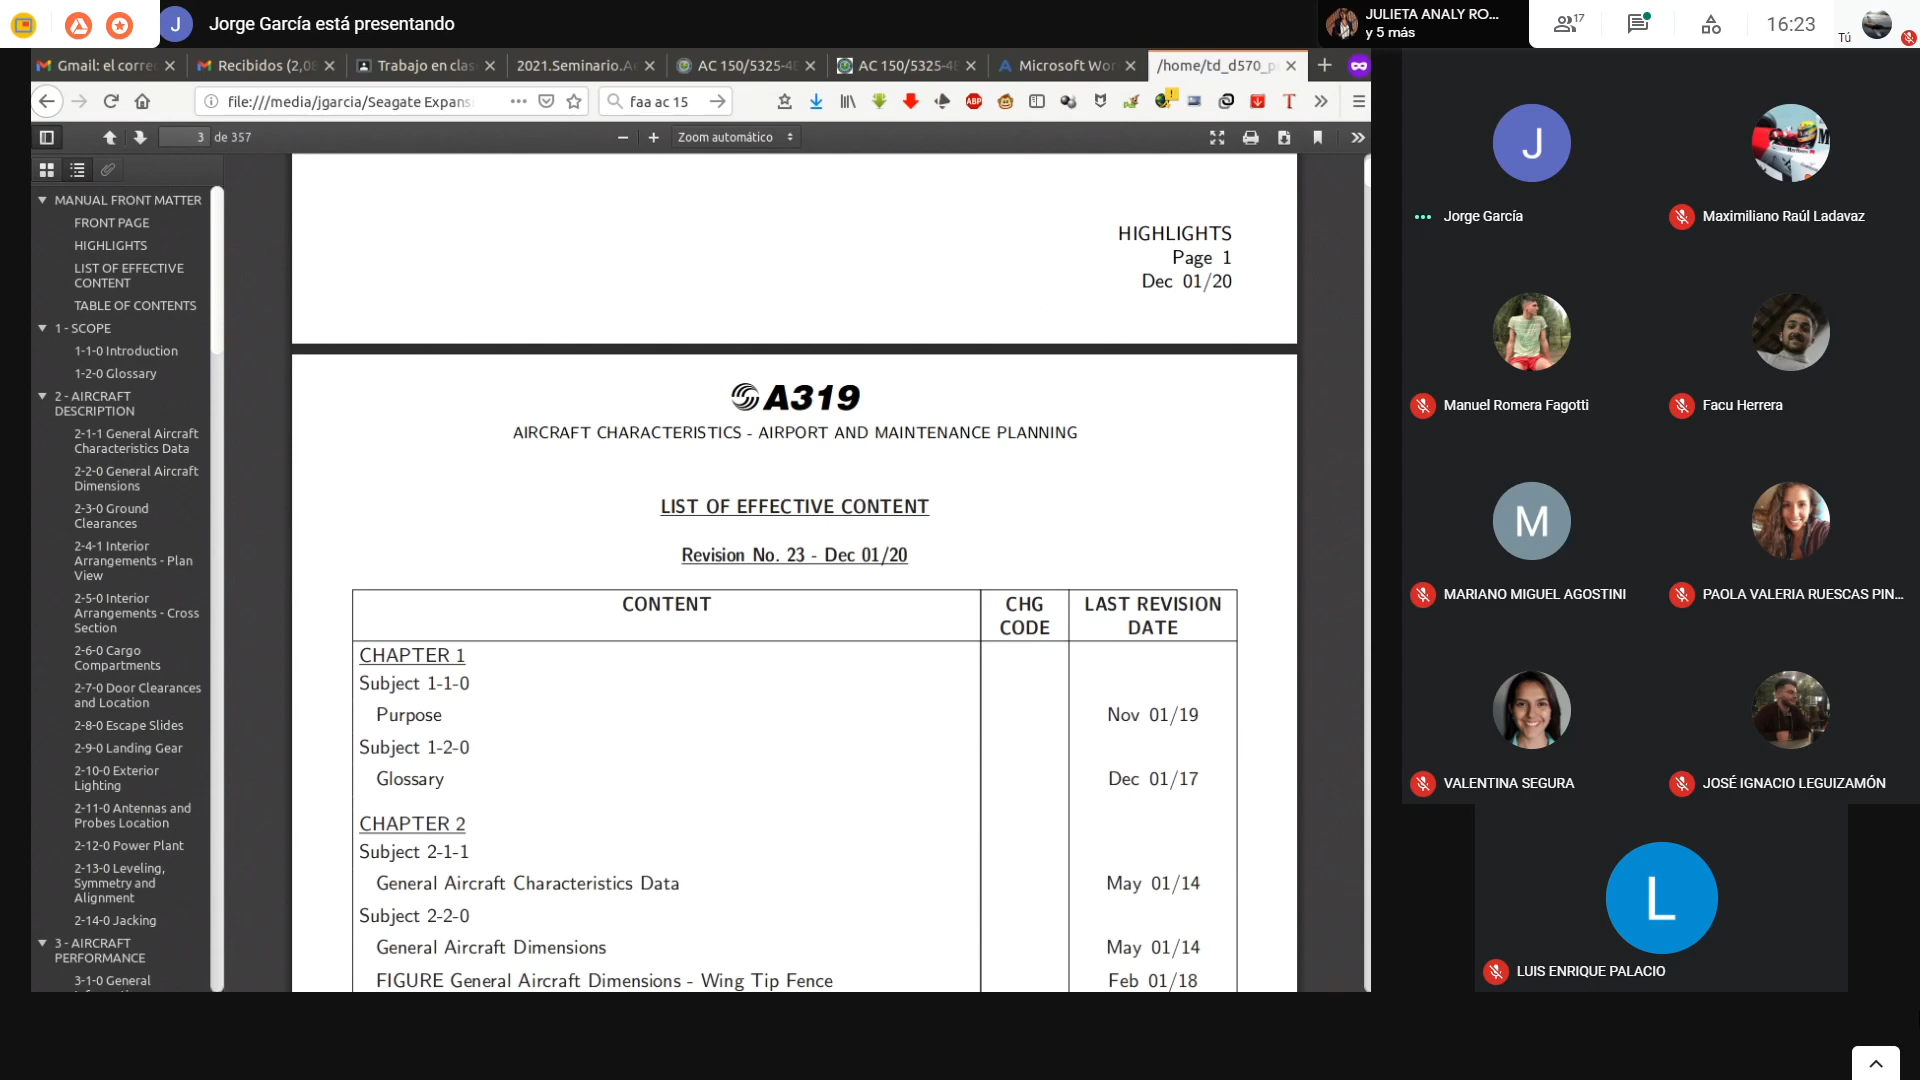 J
Jorge García está presentando
JULIETA ANALY RO...
y 5 más
17
16:23
Tú
Gmail: el corre
Recibidos (2,08
Trabajo en clas
2021.Seminario.A
AC 150/5325-4
AC 150/5325-4
Microsoft Wor
/home/td_d570_p
file:///media/jgarcia/Seagate Expans
faa ac 15
ABP
3 de 357
Zoom automático
MANUAL FRONT MATTER
FRONT PAGE
HIGHLIGHTS
LIST OF EFFECTIVE
CONTENT
TABLE OF CONTENTS
1 - SCOPE
1-1-0 Introduction
1-2-0 Glossary
2 - AIRCRAFT
DESCRIPTION
2-1-1 General Aircraft
Characteristics Data
2-2-0 General Aircraft
Dimensions
2-3-0 Ground
Clearances
2-4-1 Interior
Arrangements - Plan
View
2-5-0 Interior
Arrangements - Cross
Section
2-6-0 Cargo
Compartments
2-7-0 Door Clearances
and Location
2-8-0 Escape Slides
2-9-0 Landing Gear
2-10-0 Exterior
Lighting
2-11-0 Antennas and
Probes Location
2-12-0 Power Plant
2-13-0 Leveling,
Symmetry and
Alignment
2-14-0 Jacking
3 - AIRCRAFT
PERFORMANCE
3-1-0 General
HIGHLIGHTS
Page 1
Dec 01/20
A319
AIRCRAFT CHARACTERISTICS - AIRPORT AND MAINTENANCE PLANNING
LIST OF EFFECTIVE CONTENT
Revision No. 23 - Dec 01/20
CONTENT
CHG
CODE
LAST REVISION
DATE
CHAPTER 1
Subject 1-1-0
Purpose Nov 01/19
Subject 1-2-0
Glossary Dec 01/17
CHAPTER 2
Subject 2-1-1
General Aircraft Characteristics Data May 01/14
Subject 2-2-0
General Aircraft Dimensions May 01/14
FIGURE General Aircraft Dimensions - Wing Tip Fence Feb 01/18
J
Jorge García
Maximiliano Raúl Ladavaz
Manuel Romera Fagotti
Facu Herrera
M
MARIANO MIGUEL AGOSTINI
PAOLA VALERIA RUESCAS PIN...
VALENTINA SEGURA
JOSÉ IGNACIO LEGUIZAMÓN
L
LUIS ENRIQUE PALACIO